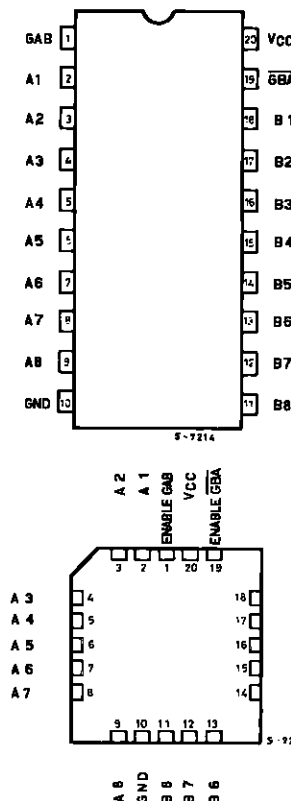 GAB 1 20 VCC
A1 2 19 GBA
A2 3 18 B1
A3 4 17 B2
A4 5 16 B3
A5 6 15 B4
A6 7 14 B5
A7 8 13 B6
A8 9 12 B7
GND 10 11 B8
S-7214
A2 A1 ENABLE GAB VCC ENABLE GBA
3 2 1 20 19
A3 4 18
A4 5 17
A5 6 16
A6 7 15
A7 8 14
9 10 11 12 13
A8 GND B8 B7 B6